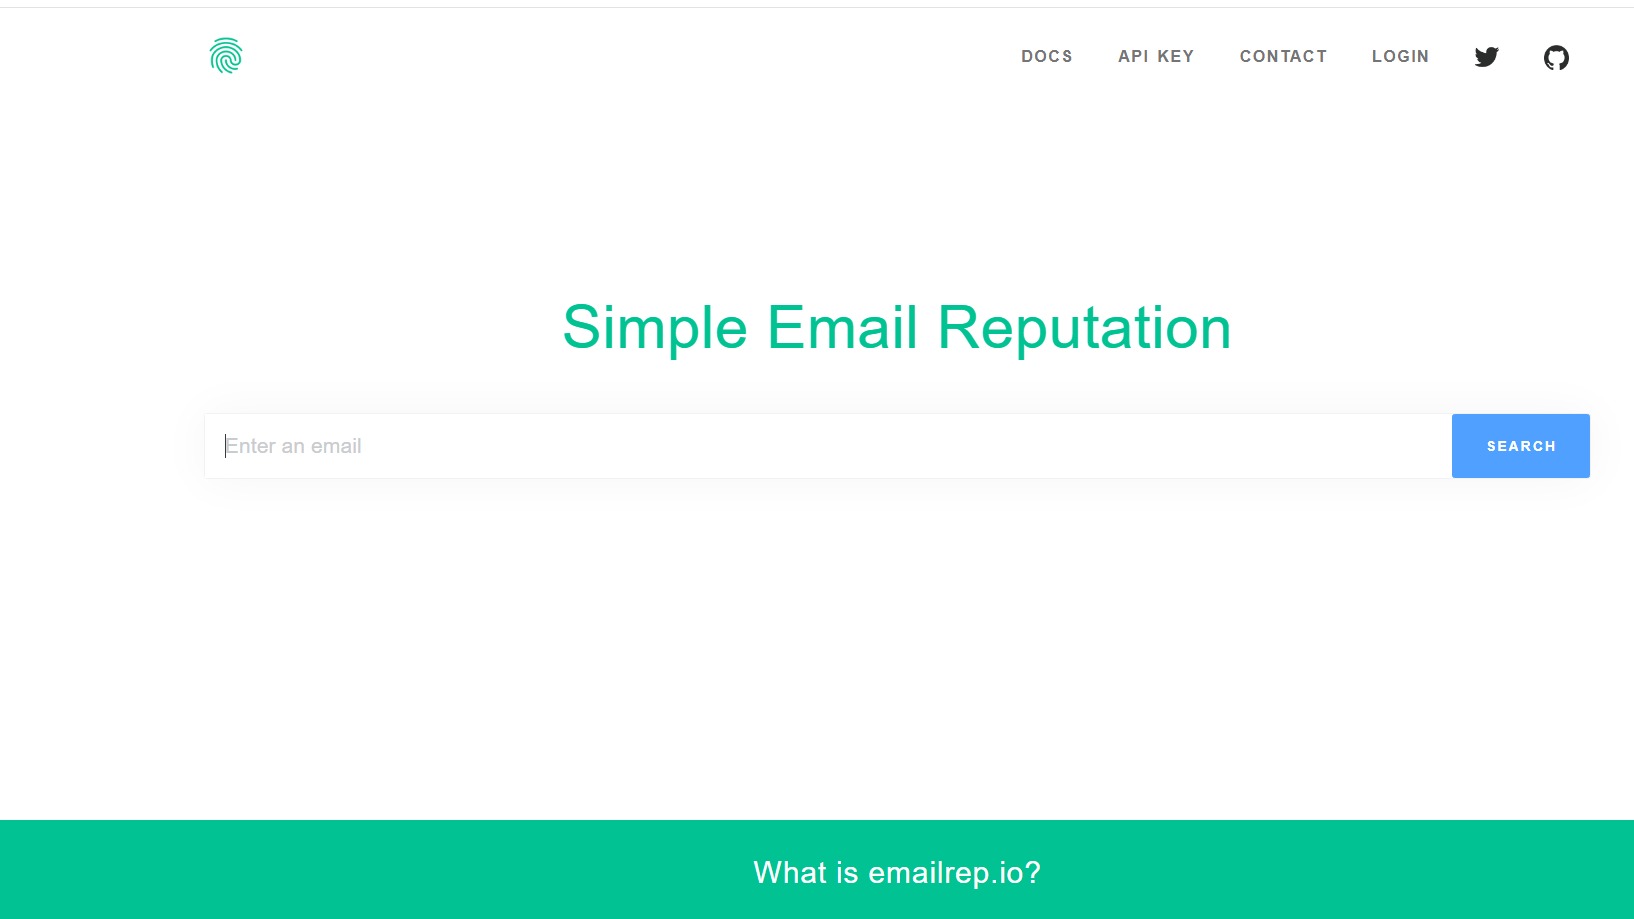 DOCS API KEY CONTACT LOGIN
Simple Email Reputation
Enter an email SEARCH
What is emailrep.io?